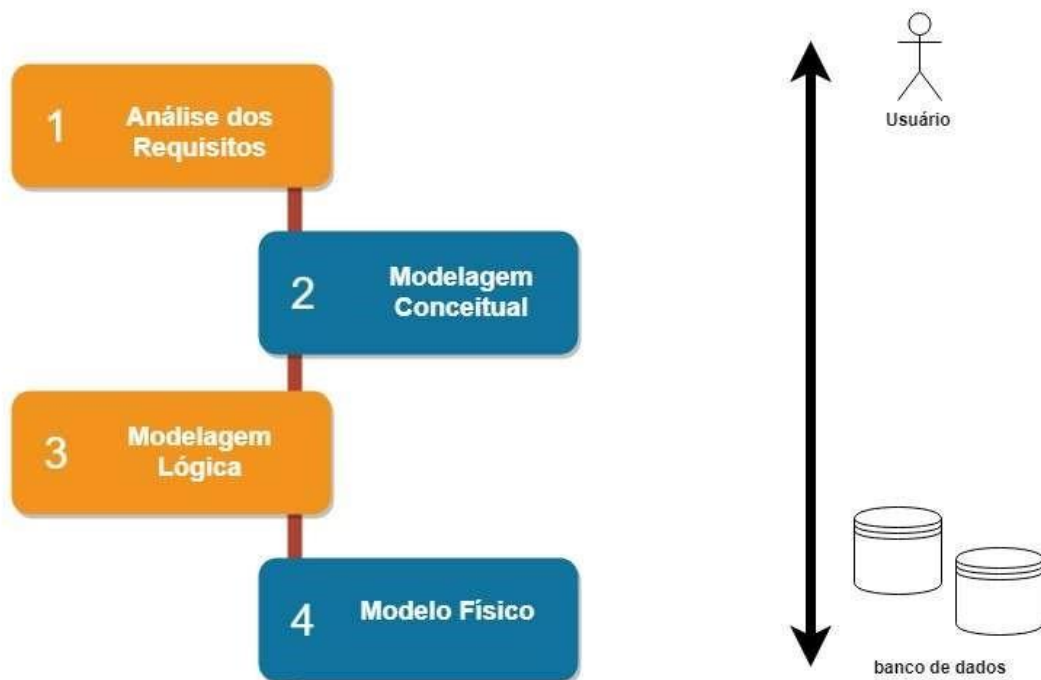 1
Análise dos
Requisitos
2
Modelagem
Conceitual
3
Modelagem
Lógica
4
Modelo Físico
Usuário
banco de dados